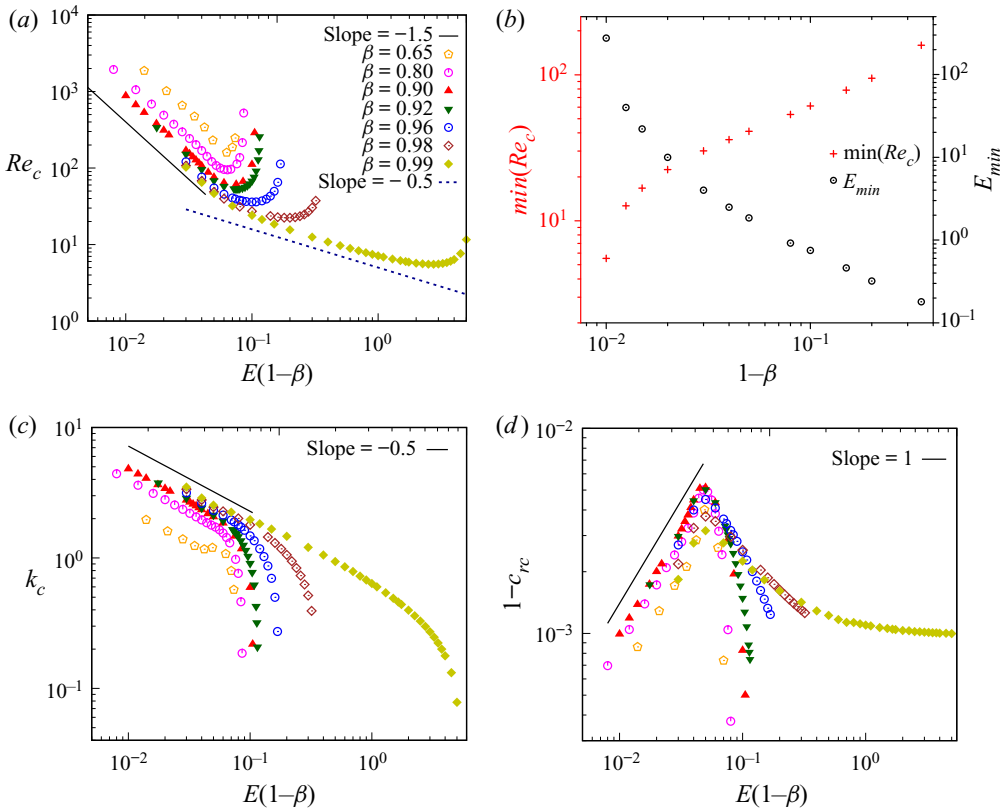 (a)
10^4
10^3
10^2
10^1
10^0
Re_c
Slope = −1.5
β = 0.65
β = 0.80
β = 0.90
β = 0.92
β = 0.96
β = 0.98
β = 0.99
Slope = − 0.5
10^−2
10^−1
10^0
E(1–β)
(b)
10^2
10^1
min(Re_c)
min(Re_c)
E_min
10^2
10^1
10^0
10^−1
E_min
10^−2
10^−1
1–β
(c)
10^1
10^0
10^−1
k_c
Slope = −0.5
10^−2
10^−1
10^0
E(1–β)
(d)
10^−2
10^−3
1–c_rc
Slope = 1
10^−2
10^−1
10^0
E(1–β)